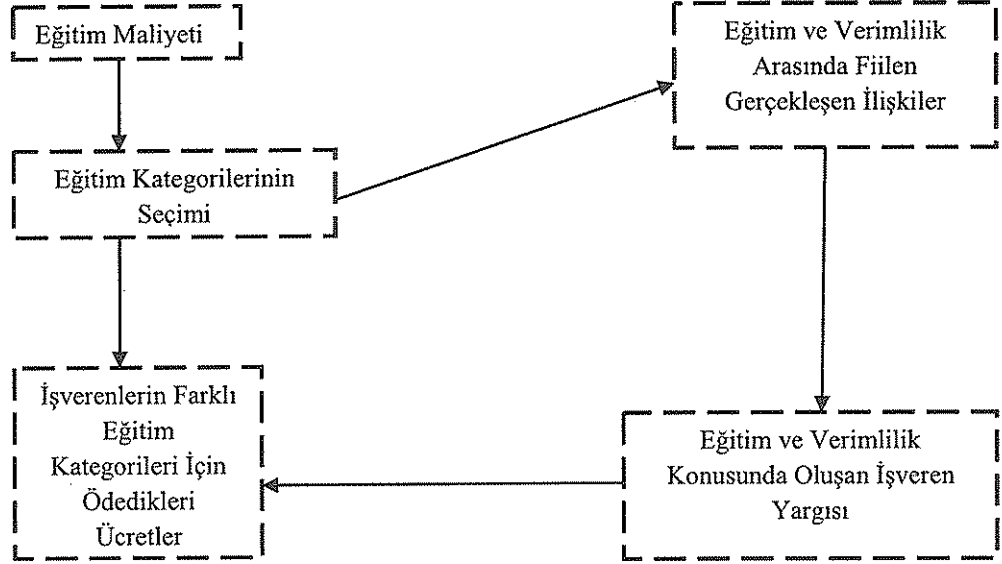 Eğitim Maliyeti
Eğitim ve Verimlilik
Arasında Fiilen
Gerçekleşen İlişkiler
Eğitim Kategorilerinin
Seçimi
İşverenlerin Farklı
Eğitim
Kategorileri İçin
Ödedikleri
Ücretler
Eğitim ve Verimlilik
Konusunda Oluşan İşveren
Yargısı